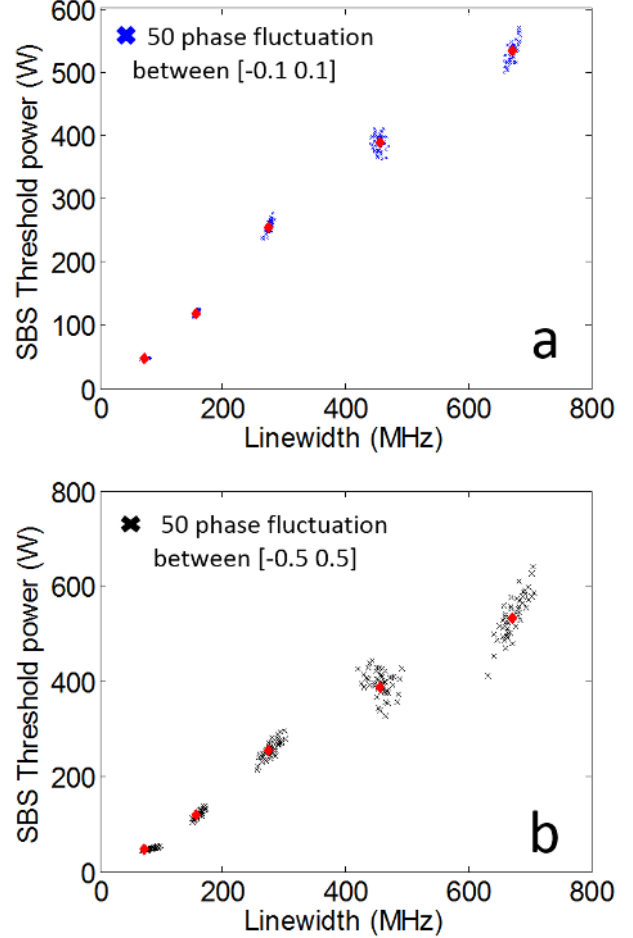 600
500
400
300
200
100
0
SBS Threshold power (W)
✖ 50 phase fluctuation
between [-0.1 0.1]
a
0 200 400 600 800
Linewidth (MHz)
800
600
400
200
0
SBS Threshold power (W)
✖ 50 phase fluctuation
between [-0.5 0.5]
b
0 200 400 600 800
Linewidth (MHz)